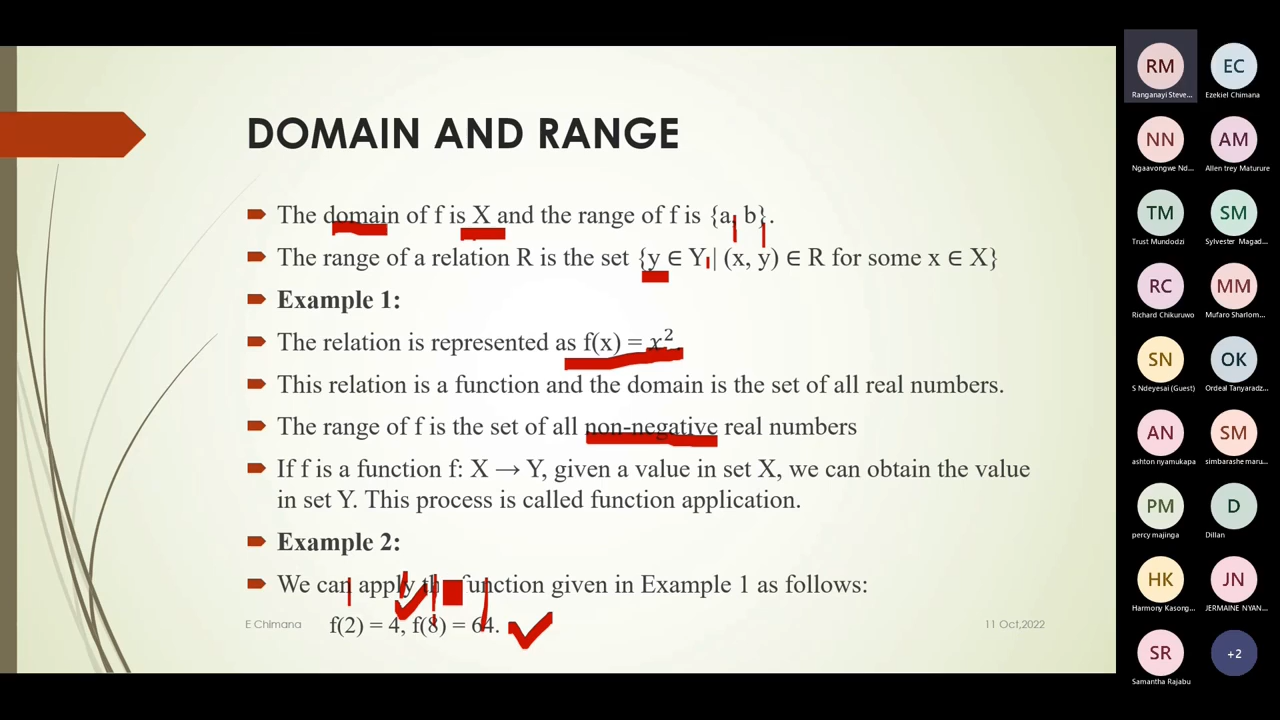 DOMAIN AND RANGE
The domain of f is X and the range of f is {a, b}.
The range of a relation R is the set {y ∈ Y | (x, y) ∈ R for some x ∈ X}
Example 1:
The relation is represented as f(x) = x².
This relation is a function and the domain is the set of all real numbers.
The range of f is the set of all non-negative real numbers
If f is a function f: X → Y, given a value in set X, we can obtain the value
in set Y. This process is called function application.
Example 2:
We can apply the function given in Example 1 as follows:
f(2) = 4, f(8) = 64.
E Chimana
11 Oct,2022
RM
Ranganayi Steve...
EC
Ezekiel Chimana
NN
Ngaavongwe Nd...
AM
Allen trey Maturure
TM
Trust Mundodzi
SM
Sylvester Magad...
RC
Richard Chikuruwo
MM
Mufaro Sharlom...
SN
S Ndeyesai (Guest)
OK
Ordeal Tanyaradz...
AN
ashton nyamukapa
SM
simbarashe maru...
PM
percy majinga
D
Dillan
HK
Harmony Kasong...
JN
JERMAINE NYAN...
SR
Samantha Rajabu
+2